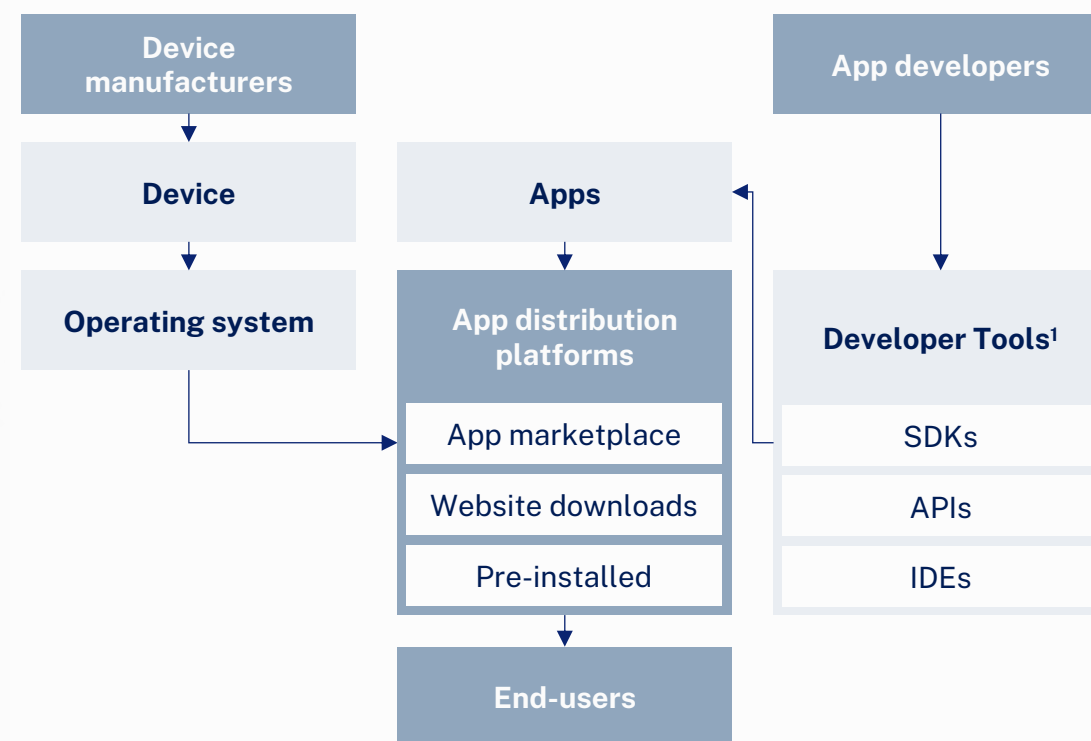 Device
manufacturers
App developers
Device
Apps
Operating system
App distribution
platforms
Developer Tools¹
App marketplace
SDKs
Website downloads
APIs
Pre-installed
IDEs
End-users